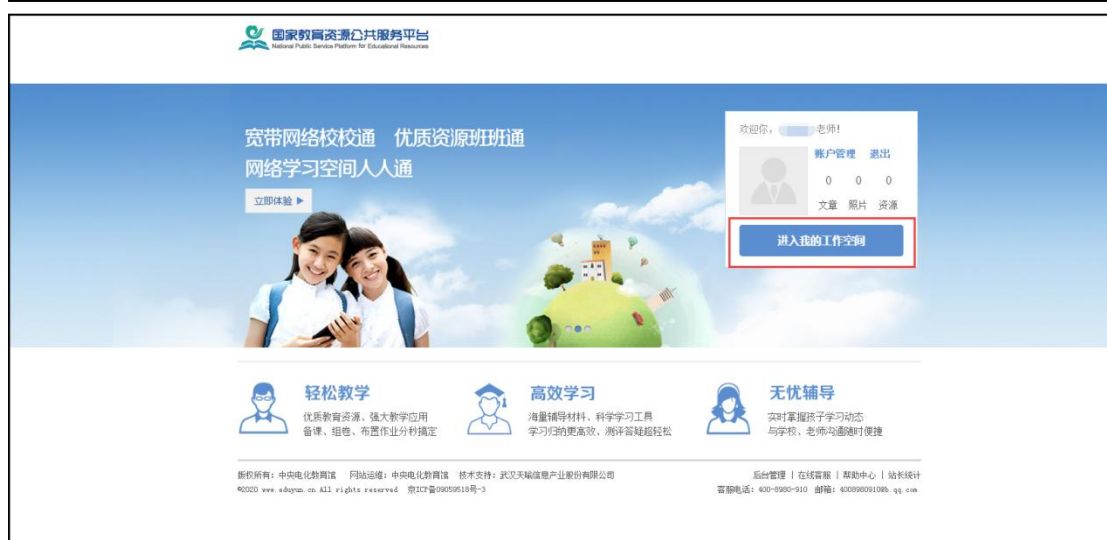 国家教育资源公共服务平台
National Public Service Platform for Educational Resources
宽带网络校校通 优质资源班班通
网络学习空间人人通
立即体验
欢迎你， 老师！
账户管理 退出
0 0 0
文章 照片 资源
进入我的工作空间
轻松教学
优质教育资源、强大教学应用
备课、组卷、布置作业分秒搞定
高效学习
海量辅导材料、科学学习工具
学习归纳更高效、测评答疑超轻松
无忧辅导
实时掌握孩子学习动态
与学校、老师沟通随时便捷
版权所有：中央电化教育馆 网站运维：中央电化教育馆 技术支持：武汉天喻信息产业股份有限公司
©2020 www.eduyun.cn All rights reserved 京ICP备09059518号-3
后台管理 | 在线客服 | 帮助中心 | 站长统计
客服电话：400-8980-910 邮箱：4008980910@b.qq.com